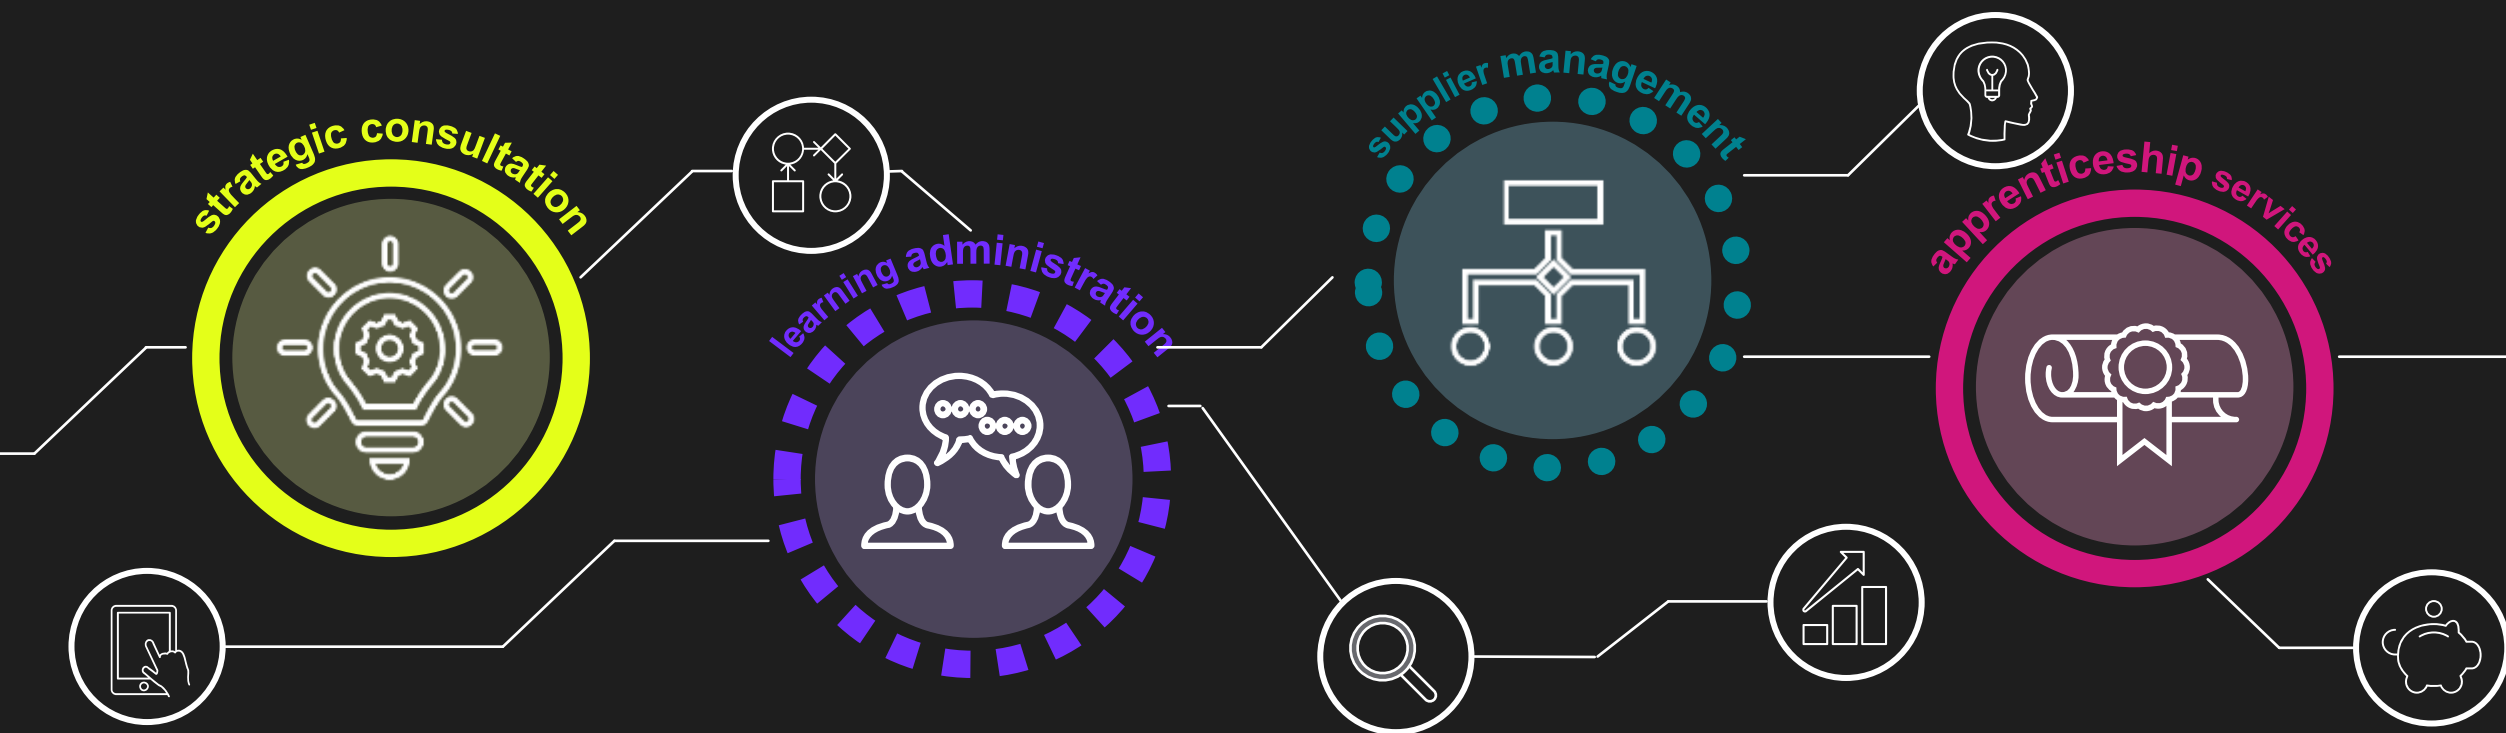 strategic consultation
learning administration
supplier management
apprenticeship services